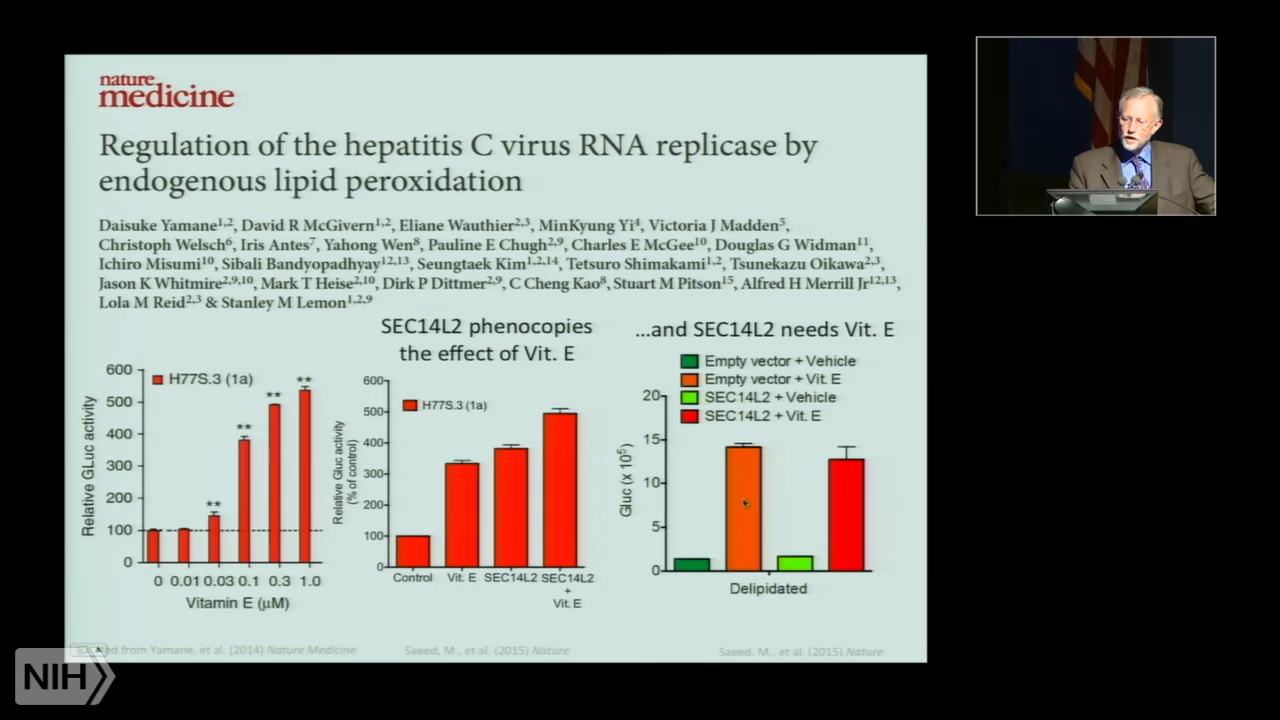 nature
medicine
Regulation of the hepatitis C virus RNA replicase by
endogenous lipid peroxidation
Daisuke Yamane1,2, David R McGivern1,2, Eliane Wauthier2,3, MinKyung Yi4, Victoria J Madden5,
Christoph Welsch6, Iris Antes7, Yahong Wen8, Pauline E Chugh2,9, Charles E McGee10, Douglas G Widman11,
Ichiro Misumi10, Sibali Bandyopadhyay12,13, Seungtaek Kim1,2,14, Tetsuro Shimakami1,2, Tsunekazu Oikawa2,3,
Jason K Whitmire2,9,10, Mark T Heise2,10, Dirk P Dittmer2,9, C Cheng Kao8, Stuart M Pitson15, Alfred H Merrill Jr12,13,
Lola M Reid2,3 & Stanley M Lemon1,2,9
Relative GLuc activity
600
500
400
300
200
100
0
H77S.3 (1a)
**
**
**
**
0 0.01 0.03 0.1 0.3 1.0
Vitamin E (µM)
SEC14L2 phenocopies
the effect of Vit. E
Relative Gluc activity
(% of control)
600
500
400
300
200
100
0
H77S.3 (1a)
Control Vit. E SEC14L2 SEC14L2
+
Vit. E
...and SEC14L2 needs Vit. E
Empty vector + Vehicle
Empty vector + Vit. E
SEC14L2 + Vehicle
SEC14L2 + Vit. E
Gluc (x 105)
20
15
10
5
0
Delipidated
from Yamane, et al. (2014) Nature Medicine
Saeed, M., et al. (2015) Nature
Saeed, M., et al. (2015) Nature
NIH